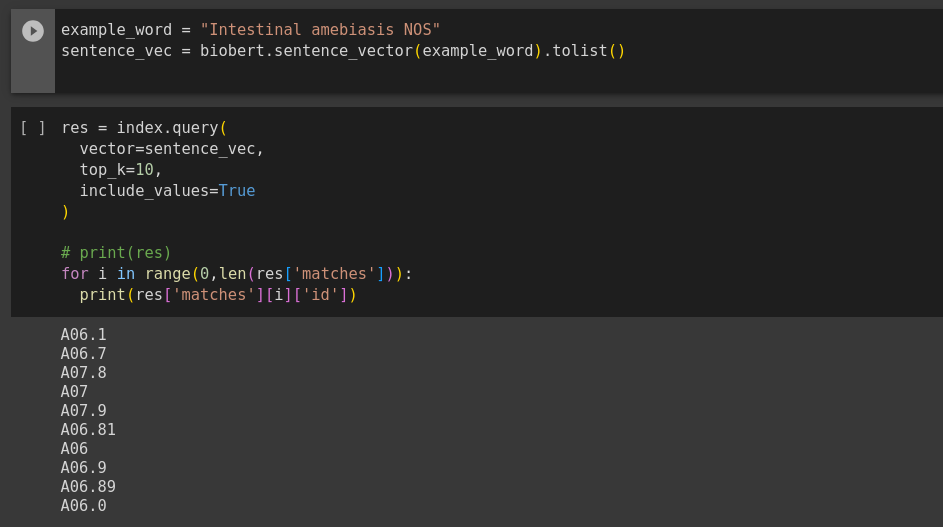 example_word = "Intestinal amebiasis NOS"
sentence_vec = biobert.sentence_vector(example_word).tolist()
[ ] res = index.query(
  vector=sentence_vec,
  top_k=10,
  include_values=True
)
# print(res)
for i in range(0,len(res['matches'])):
  print(res['matches'][i]['id'])
A06.1
A06.7
A07.8
A07
A07.9
A06.81
A06
A06.9
A06.89
A06.0